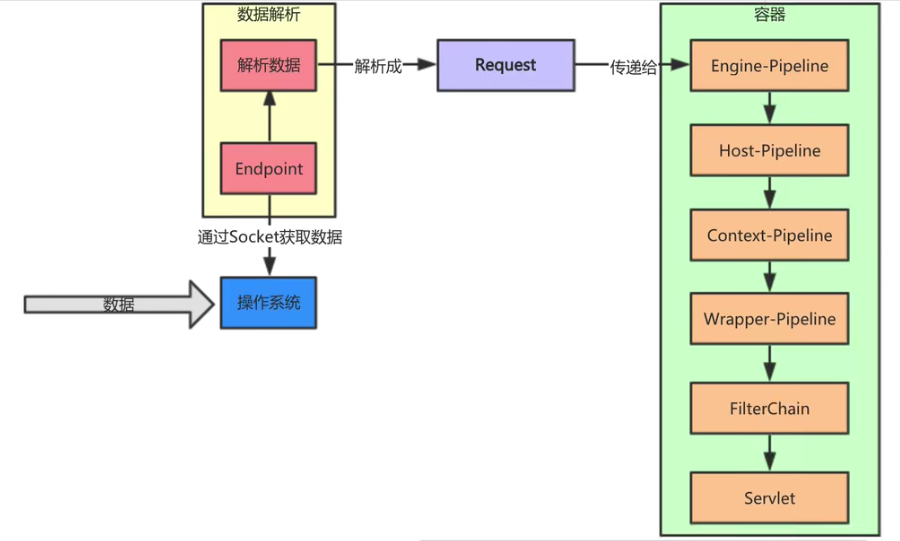 数据解析
容器
解析数据
解析成
Request
传递给
Engine-Pipeline
Endpoint
Host-Pipeline
通过Socket获取数据
Context-Pipeline
数据
操作系统
Wrapper-Pipeline
FilterChain
Servlet